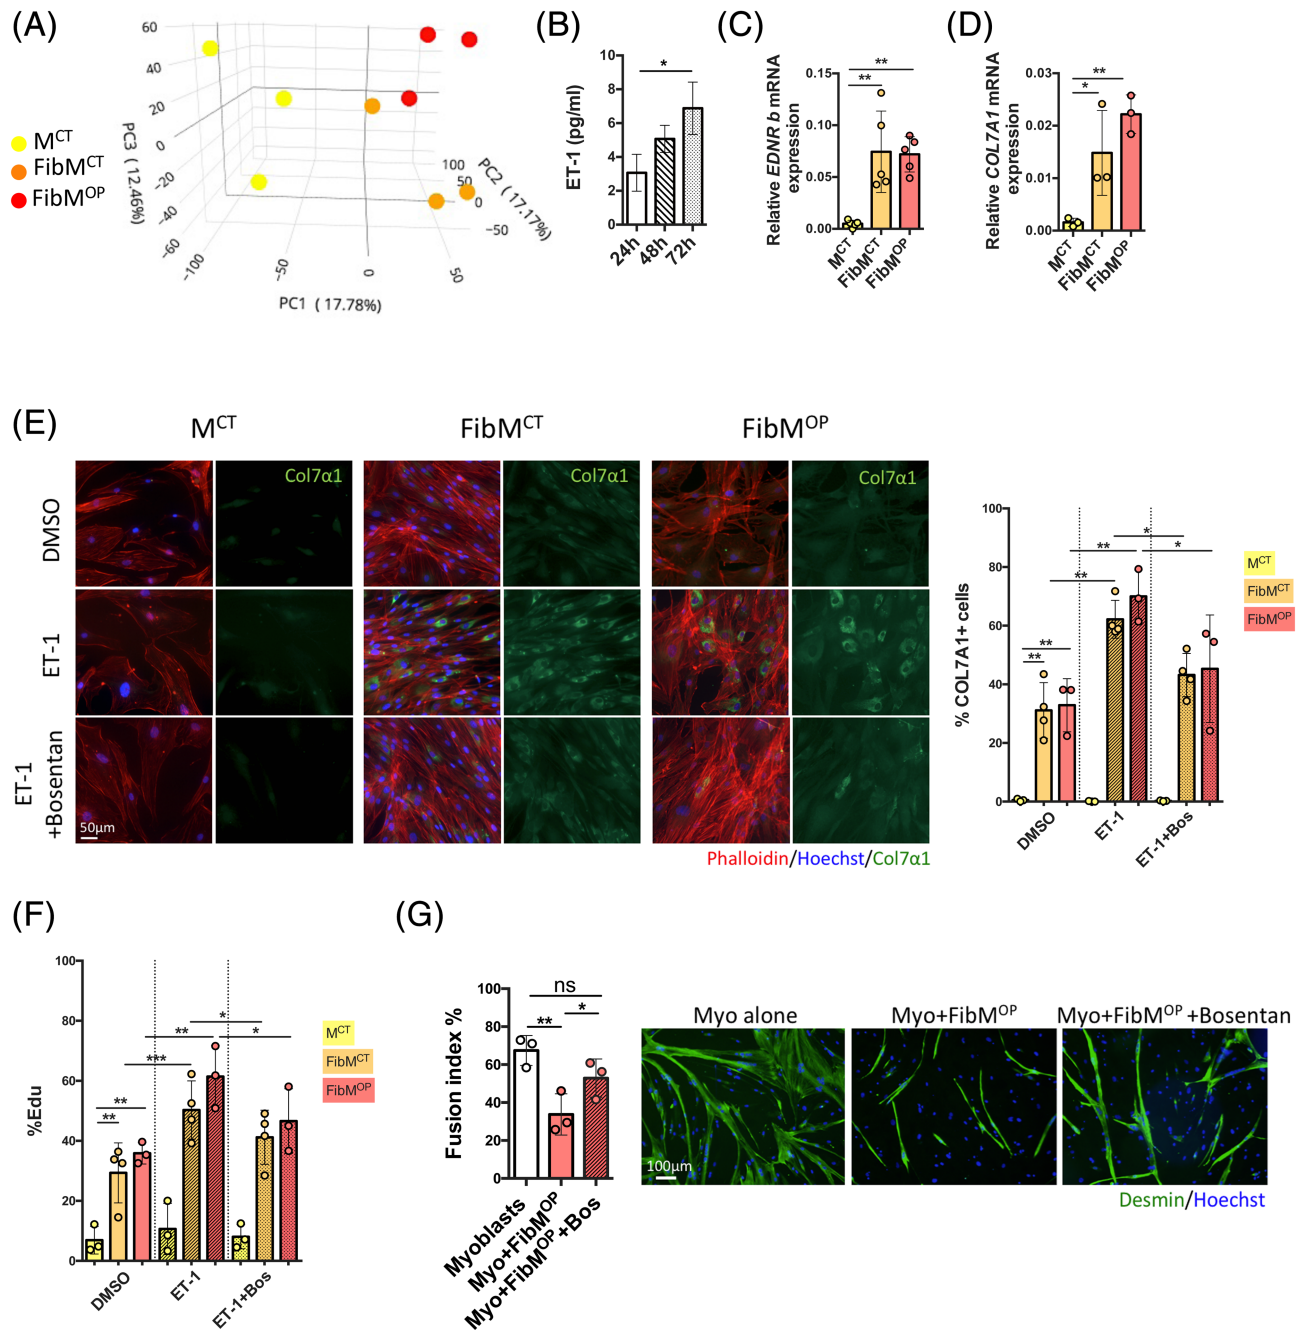 (A)
60
40
20
0
−20
−40
−60
PC3 (12.46%)
−100
−50
0
50
PC1 (17.78%)
100
50
0
−50
PC2 (17.17%)
M^CT
FibM^CT
FibM^OP
(B)
ET-1 (pg/ml)
10
8
6
4
2
0
*
24h
48h
72h
(C)
Relative EDNR b mRNA
expression
0.15
0.10
0.05
0.00
**
**
M^CT
FibM^CT
FibM^OP
(D)
Relative COL7A1 mRNA
expression
0.03
0.02
0.01
0.00
**
*
M^CT
FibM^CT
FibM^OP
(E)
M^CT
FibM^CT
FibM^OP
Col7α1
Col7α1
Col7α1
DMSO
ET-1
ET-1
+Bosentan
50μm
Phalloidin/Hoechst/Col7α1
% COL7A1+ cells
100
80
60
40
20
0
**
**
**
**
*
*
DMSO
ET-1
ET-1+Bos
M^CT
FibM^CT
FibM^OP
(F)
%Edu
100
80
60
40
20
0
**
**
***
**
*
*
DMSO
ET-1
ET-1+Bos
M^CT
FibM^CT
FibM^OP
(G)
Fusion index %
100
80
60
40
20
0
ns
**
*
Myoblasts
Myo+FibM^OP
Myo+FibM^OP+Bos
Myo alone
Myo+FibM^OP
Myo+FibM^OP +Bosentan
100μm
Desmin/Hoechst